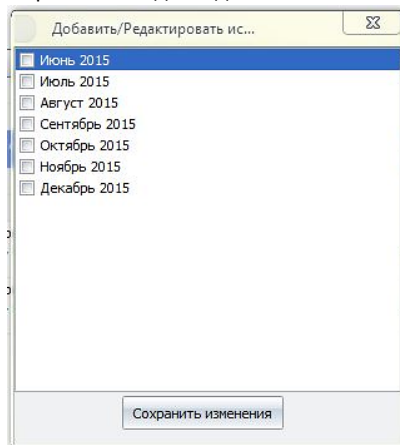 Добавить/Редактировать ис...
Июнь 2015
Июль 2015
Август 2015
Сентябрь 2015
Октябрь 2015
Ноябрь 2015
Декабрь 2015
Сохранить изменения